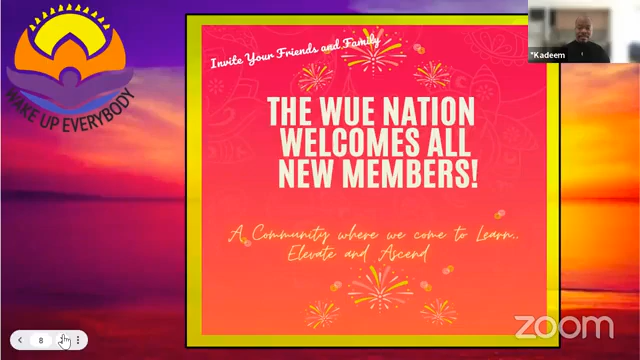 Invite Your Friends and Family
*Kadeem
WAKE UP EVERYBODY
THE WUE NATION
WELCOMES ALL
NEW MEMBERS!
A Community where we come to Learn..
Elevate and Ascend
8
zoom